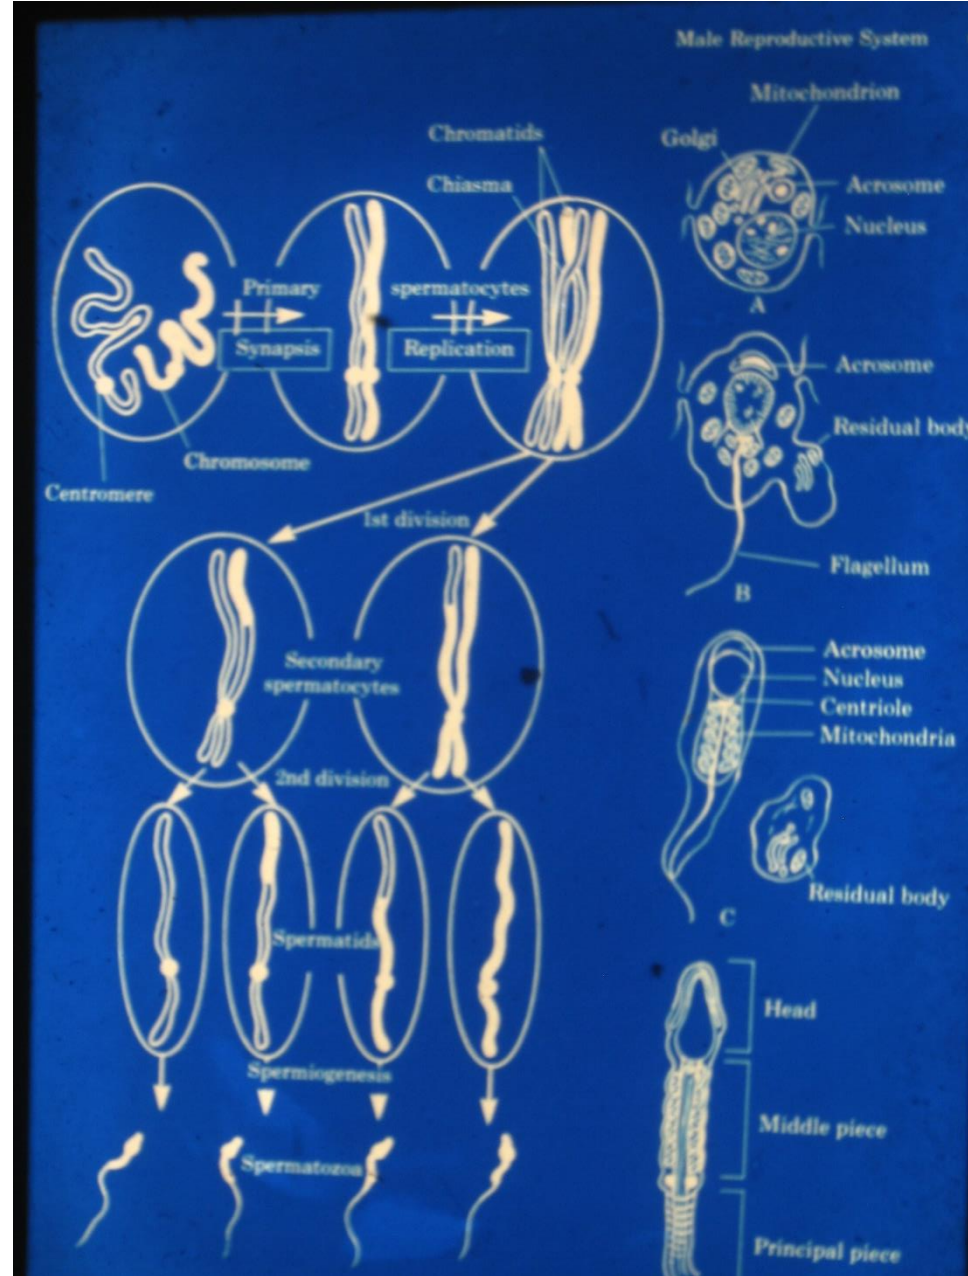 Male Reproductive System
Mitochondrion
Chromatids
Golgi
Chiasma
Acrosome
Nucleus
Primary
spermatocytes
A
Synapsis
Replication
Acrosome
Residual body
Chromosome
Centromere
1st division
Flagellum
B
Secondary
spermatocytes
Acrosome
Nucleus
Centriole
Mitochondria
2nd division
Residual body
C
Spermatids
Head
Spermiogenesis
Middle piece
Spermatozoa
Principal piece